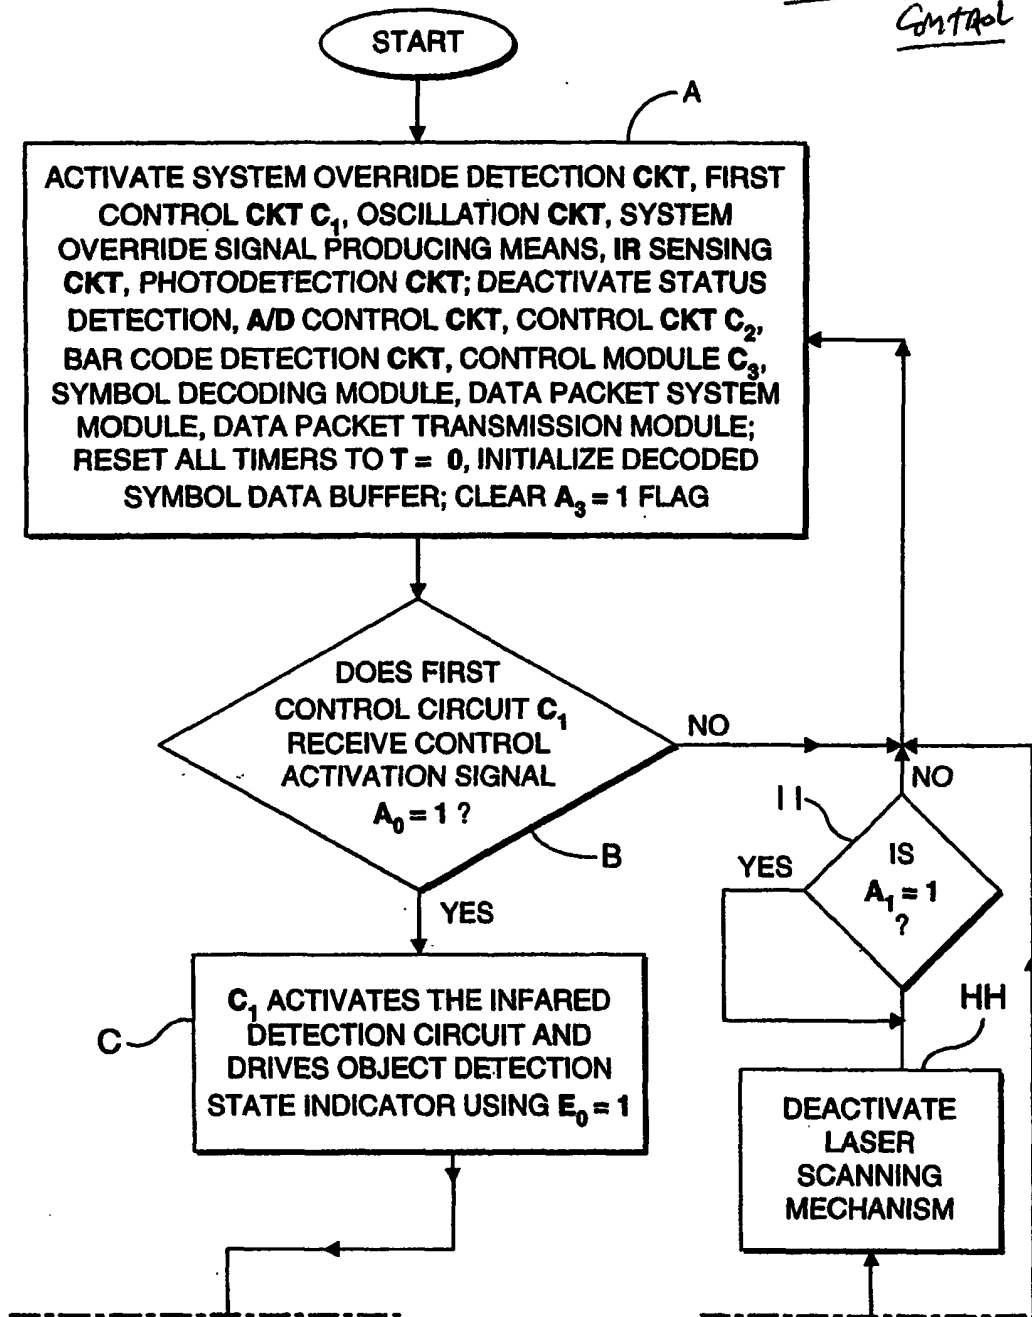 CONTROL
START
A
ACTIVATE SYSTEM OVERRIDE DETECTION CKT, FIRST
CONTROL CKT C₁, OSCILLATION CKT, SYSTEM
OVERRIDE SIGNAL PRODUCING MEANS, IR SENSING
CKT, PHOTODETECTION CKT; DEACTIVATE STATUS
DETECTION, A/D CONTROL CKT, CONTROL CKT C₂,
BAR CODE DETECTION CKT, CONTROL MODULE C₃,
SYMBOL DECODING MODULE, DATA PACKET SYSTEM
MODULE, DATA PACKET TRANSMISSION MODULE;
RESET ALL TIMERS TO T = 0, INITIALIZE DECODED
SYMBOL DATA BUFFER; CLEAR A₃ = 1 FLAG
DOES FIRST
CONTROL CIRCUIT C₁
RECEIVE CONTROL
ACTIVATION SIGNAL
A₀ = 1 ?
NO
B
YES
NO
II
YES
IS
A₁ = 1
?
C
C₁ ACTIVATES THE INFARED
DETECTION CIRCUIT AND
DRIVES OBJECT DETECTION
STATE INDICATOR USING E₀ = 1
HH
DEACTIVATE
LASER
SCANNING
MECHANISM